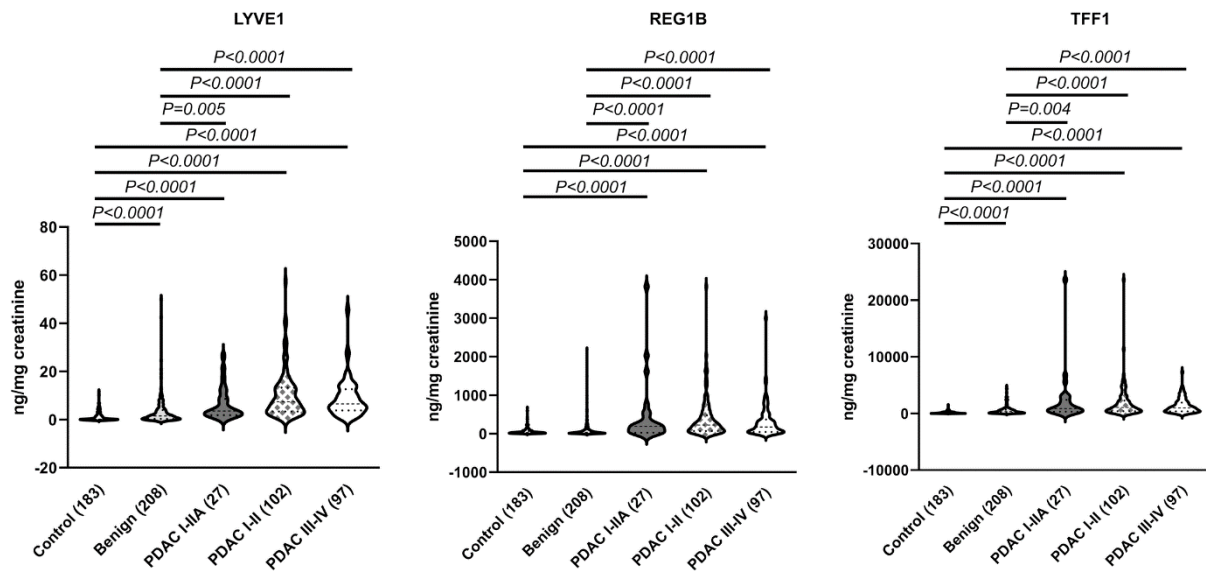 LYVE1
P<0.0001
P<0.0001
P=0.005
P<0.0001
P<0.0001
P<0.0001
P<0.0001
80
60
40
20
0
-20
ng/mg creatinine
Control (183)
Benign (208)
PDAC I-IIA (27)
PDAC I-II (102)
PDAC III-IV (97)
REG1B
P<0.0001
P<0.0001
P<0.0001
P<0.0001
P<0.0001
P<0.0001
5000
4000
3000
2000
1000
0
-1000
ng/mg creatinine
Control (183)
Benign (208)
PDAC I-IIA (27)
PDAC I-II (102)
PDAC III-IV (97)
TFF1
P<0.0001
P<0.0001
P=0.004
P<0.0001
P<0.0001
P<0.0001
P<0.0001
30000
20000
10000
0
-10000
ng/mg creatinine
Control (183)
Benign (208)
PDAC I-IIA (27)
PDAC I-II (102)
PDAC III-IV (97)